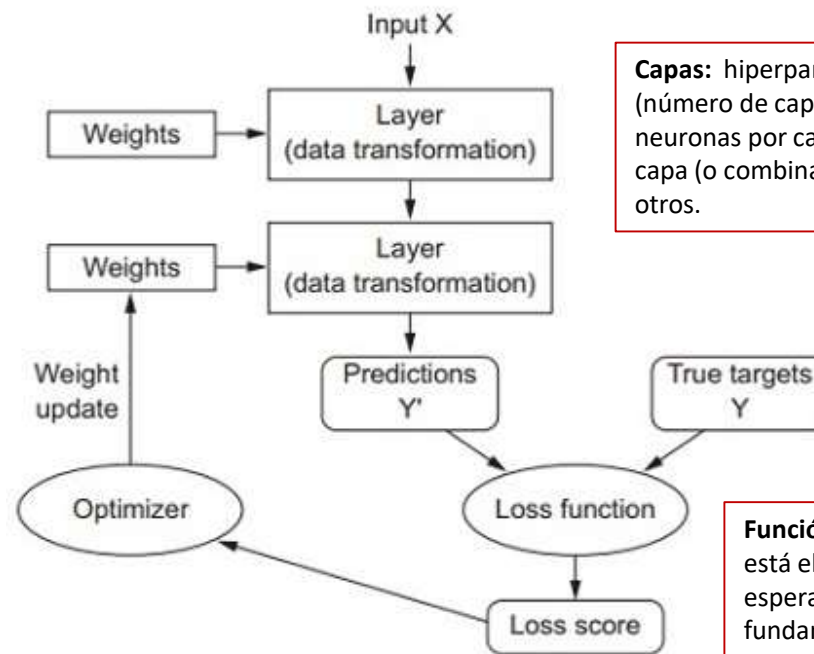 Input X
Capas: hiperpar
(número de cap
neuronas por ca
capa (o combina
otros.
Weights
Layer
(data transformation)
Weights
Layer
(data transformation)
Weight
update
Predictions
Y'
True targets
Y
Optimizer
Loss function
Funció
está el
espera
fundar
Loss score